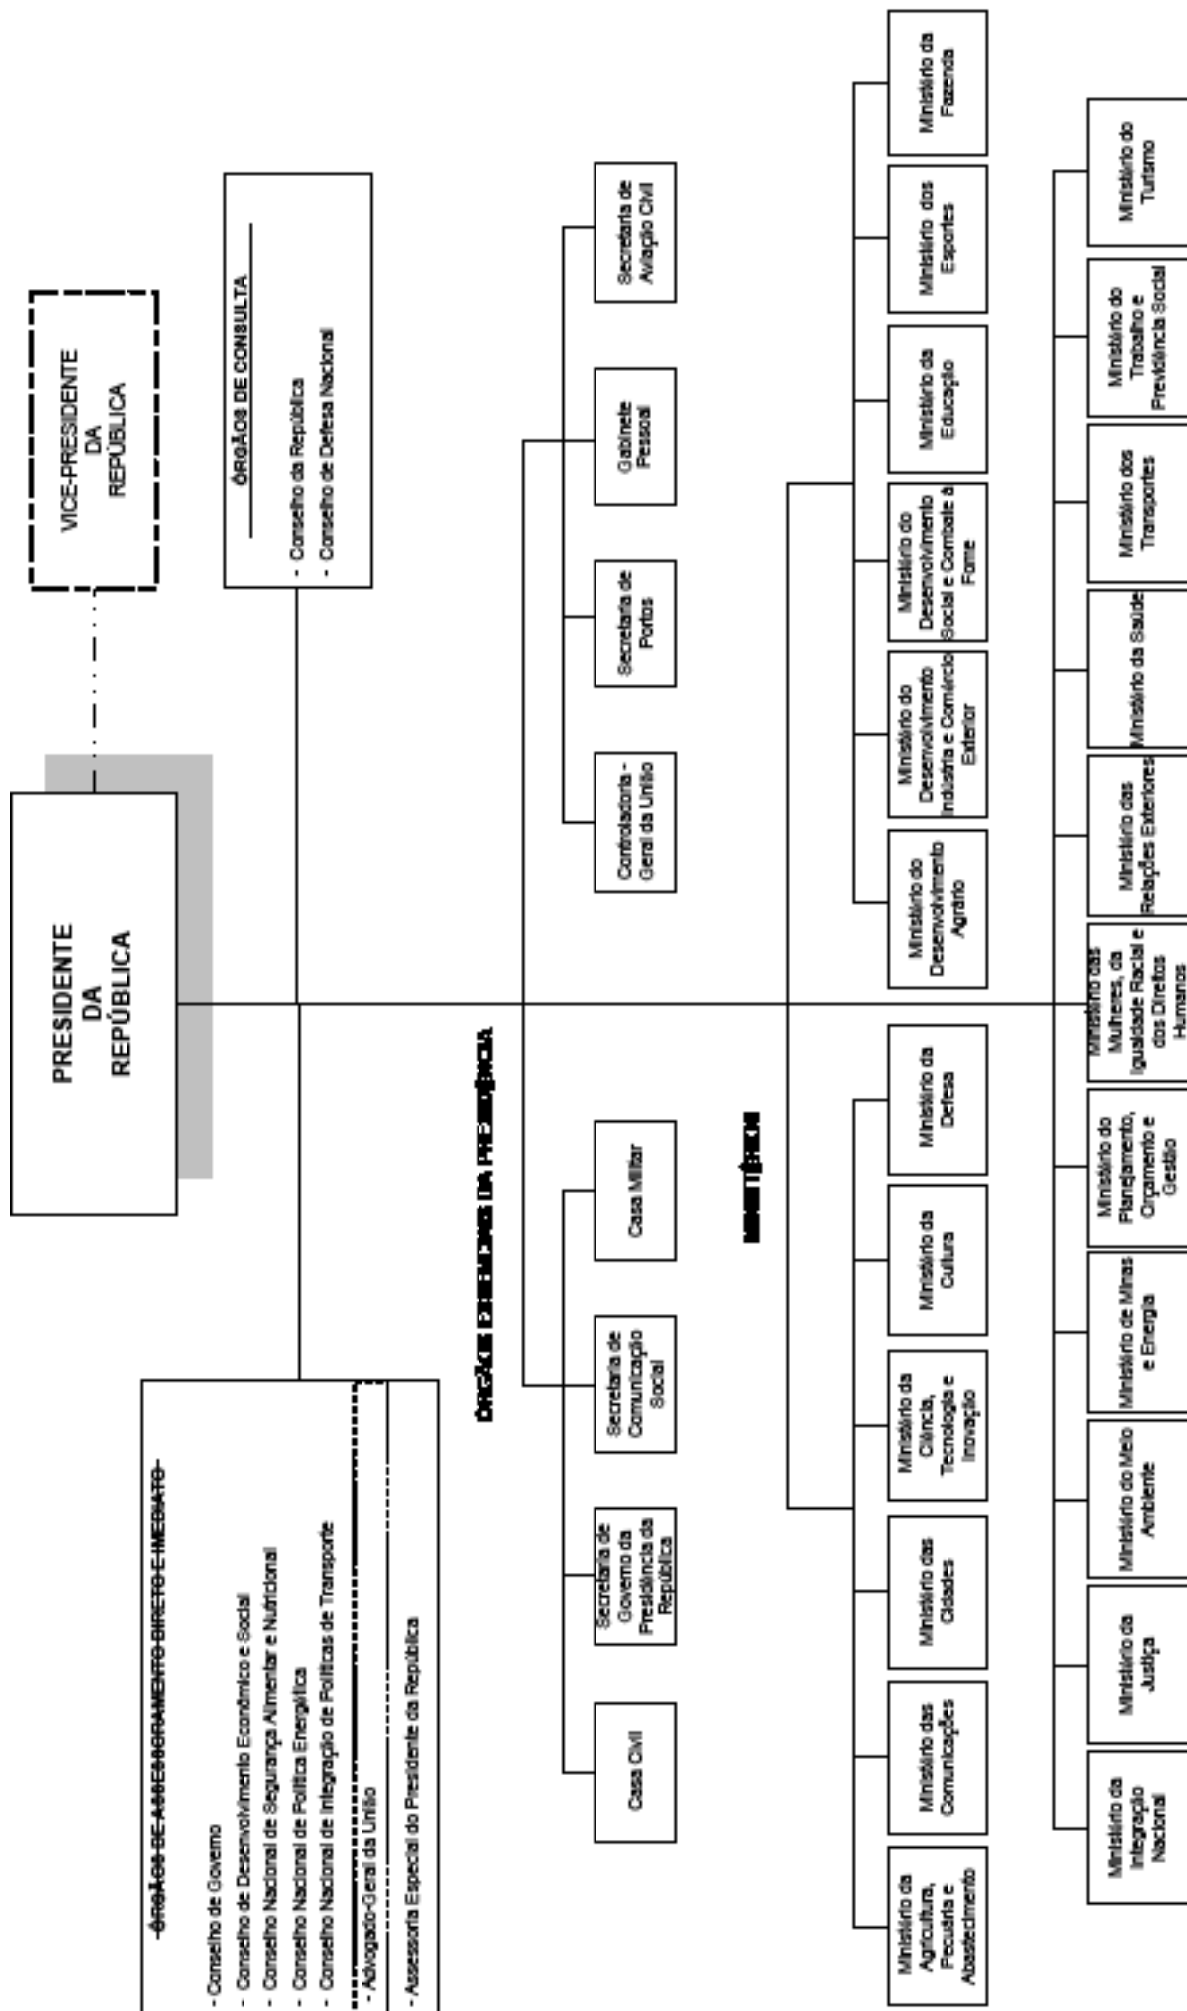 PRESIDENTE
DA
REPÚBLICA
VICE-PRESIDENTE
DA
REPÚBLICA
ÓRGÃOS DE ASSESSORAMENTO DIRETO E IMEDIATO
- Conselho de Governo
- Conselho de Desenvolvimento Econômico e Social
- Conselho Nacional de Segurança Alimentar e Nutricional
- Conselho Nacional de Política Energética
- Conselho Nacional de Integração de Políticas de Transporte
- Advogado-Geral da União
- Assessoria Especial do Presidente da República
ÓRGÃOS DE CONSULTA
- Conselho da República
- Conselho de Defesa Nacional
ÓRGÃOS ESSENCIAIS DA PRESIDÊNCIA
Casa Civil
Secretaria de
Governo da
Presidência da
República
Secretaria de
Comunicação
Social
Casa Militar
Controladoria -
Geral da União
Secretaria de
Portos
Gabinete
Pessoal
Secretaria de
Aviação Civil
MINISTÉRIOS
Ministério da
Agricultura,
Pecuária e
Abastecimento
Ministério das
Comunicações
Ministério das
Cidades
Ministério da
Ciência,
Tecnologia e
Inovação
Ministério da
Cultura
Ministério da
Defesa
Ministério do
Desenvolvimento
Agrário
Ministério do
Desenvolvimento
Indústria e Comércio
Exterior
Ministério do
Desenvolvimento
Social e Combate à
Fome
Ministério da
Educação
Ministério dos
Esportes
Ministério da
Fazenda
Ministério da
Integração
Nacional
Ministério da
Justiça
Ministério do Meio
Ambiente
Ministério de Minas
e Energia
Ministério do
Planejamento,
Orçamento e
Gestão
Ministério das
Mulheres, da
Igualdade Racial e
dos Direitos
Humanos
Ministério das
Relações Exteriores
Ministério da Saúde
Ministério dos
Transportes
Ministério do
Trabalho e
Previdência Social
Ministério do
Turismo